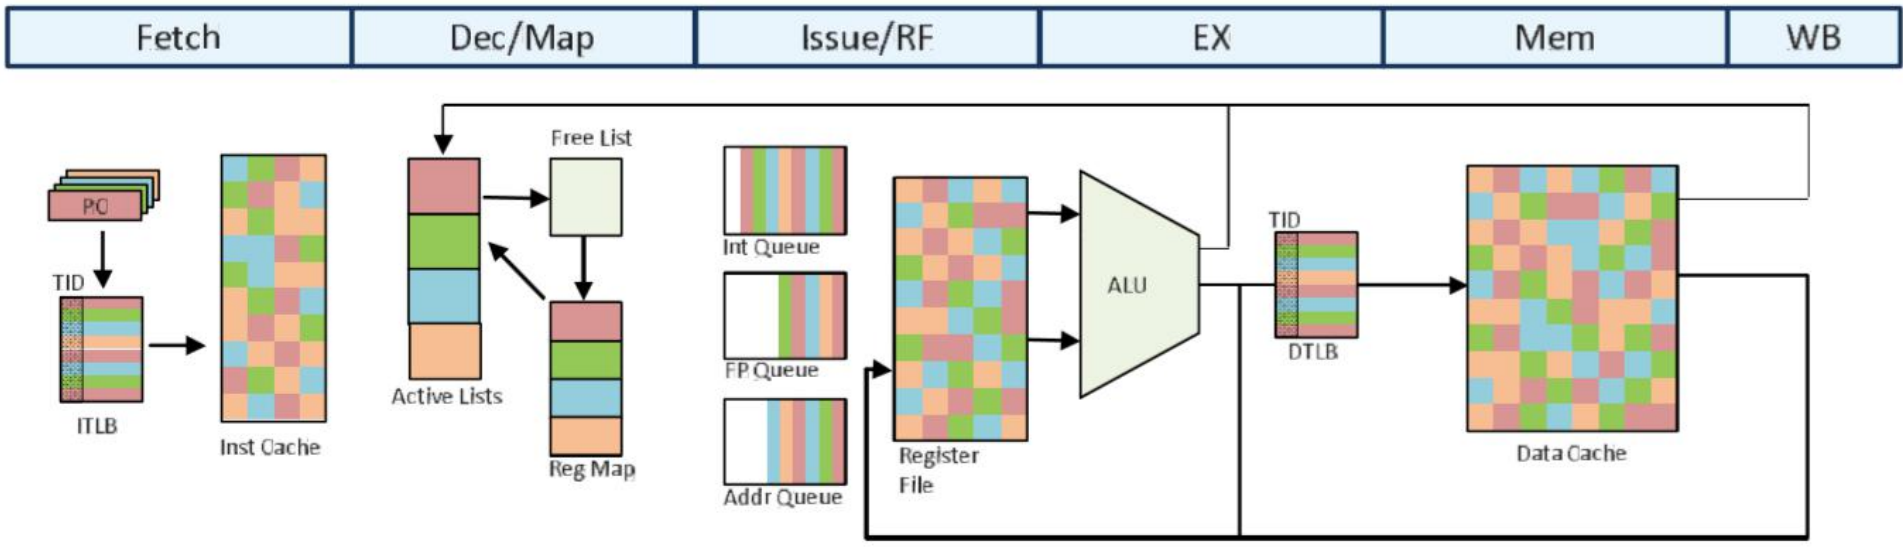 Fetch
Dec/Map
Issue/RF
EX
Mem
WB
PC
TID
ITLB
Inst Cache
Free List
Active Lists
Reg Map
Int Queue
FP Queue
Addr Queue
Register
File
ALU
TID
DTLB
Data Cache